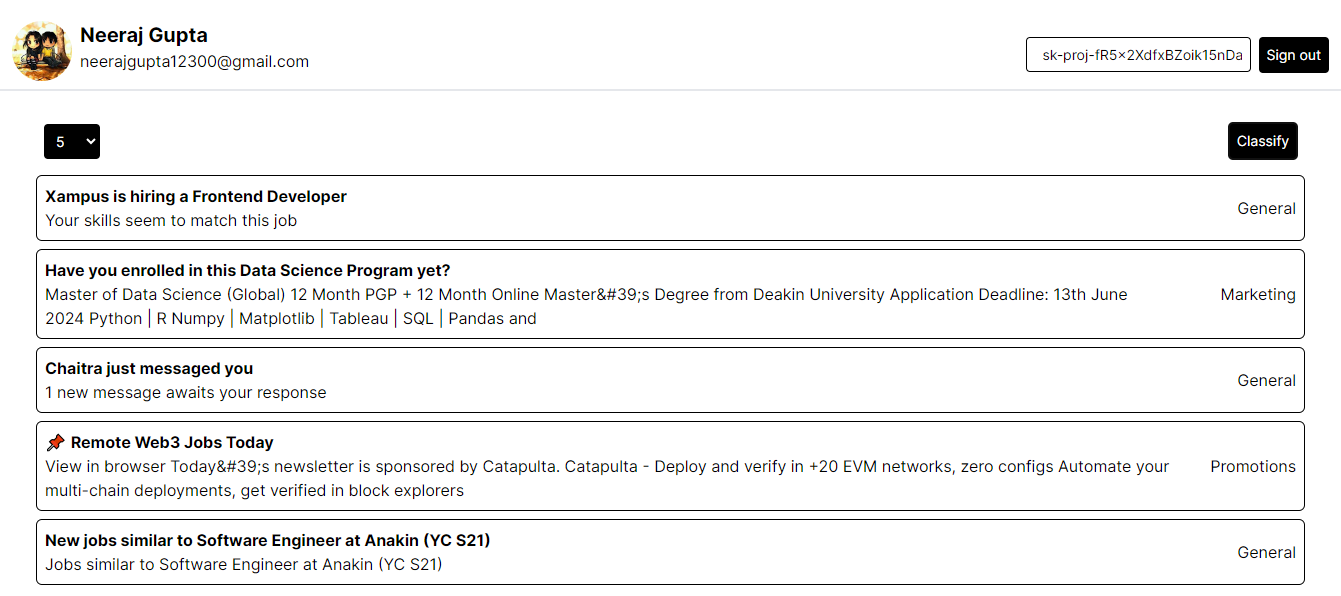 Neeraj Gupta
neerajgupta12300@gmail.com
sk-proj-fR5×2XdfxBZoik15nDa
Sign out
5
Classify
Xampus is hiring a Frontend Developer
Your skills seem to match this job
General
Have you enrolled in this Data Science Program yet?
Master of Data Science (Global) 12 Month PGP + 12 Month Online Master&#39;s Degree from Deakin University Application Deadline: 13th June
2024 Python | R Numpy | Matplotlib | Tableau | SQL | Pandas and
Marketing
Chaitra just messaged you
1 new message awaits your response
General
📌 Remote Web3 Jobs Today
View in browser Today&#39;s newsletter is sponsored by Catapulta. Catapulta - Deploy and verify in +20 EVM networks, zero configs Automate your
multi-chain deployments, get verified in block explorers
Promotions
New jobs similar to Software Engineer at Anakin (YC S21)
Jobs similar to Software Engineer at Anakin (YC S21)
General